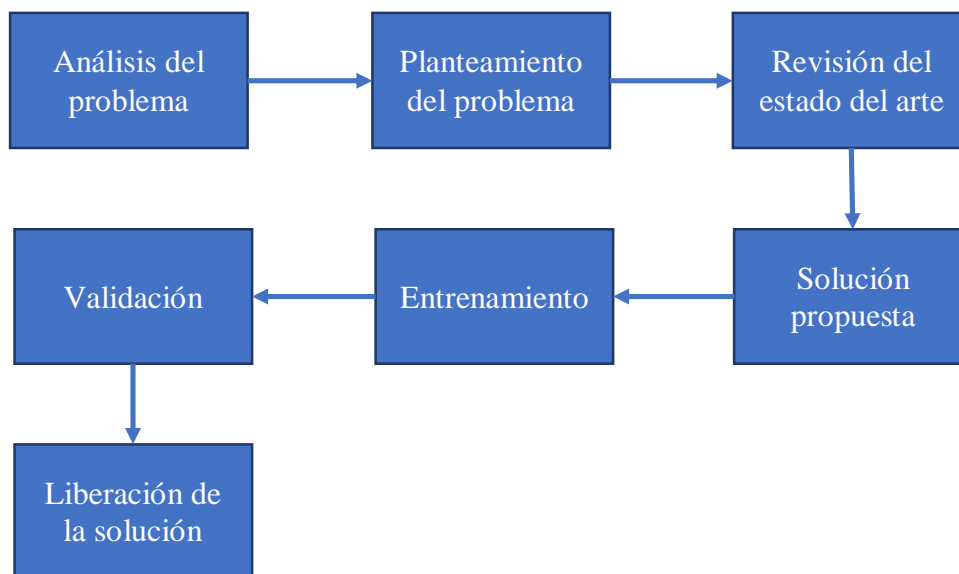 Análisis del
problema
Planteamiento
del problema
Revisión del
estado del arte
Solución
propuesta
Entrenamiento
Validación
Liberación de
la solución